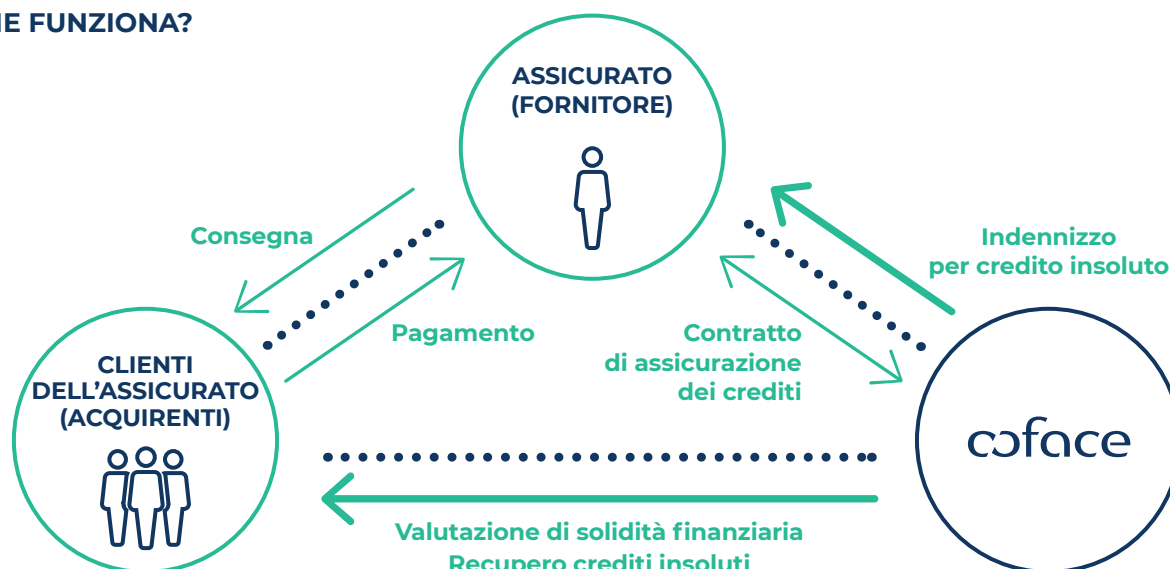 E FUNZIONA?
ASSICURATO
(FORNITORE)
Consegna
Indennizzo
per credito insoluto
Pagamento
Contratto
di assicurazione
dei crediti
CLIENTI
DELL'ASSICURATO
(ACQUIRENTI)
coface
Valutazione di solidità finanziaria
Recupero crediti insoluti